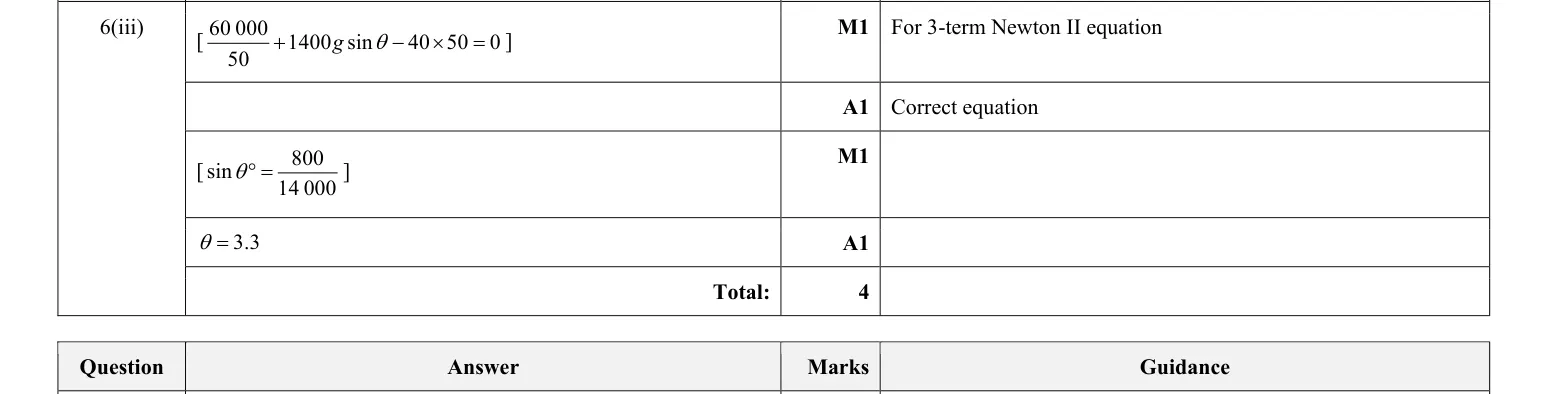 6(iii) [ 60 000 / 50 + 1400g sin θ − 40 × 50 = 0 ] M1 For 3-term Newton II equation
A1 Correct equation
[ sin θ° = 800 / 14 000 ] M1
θ = 3.3 A1
Total: 4
Question Answer Marks Guidance